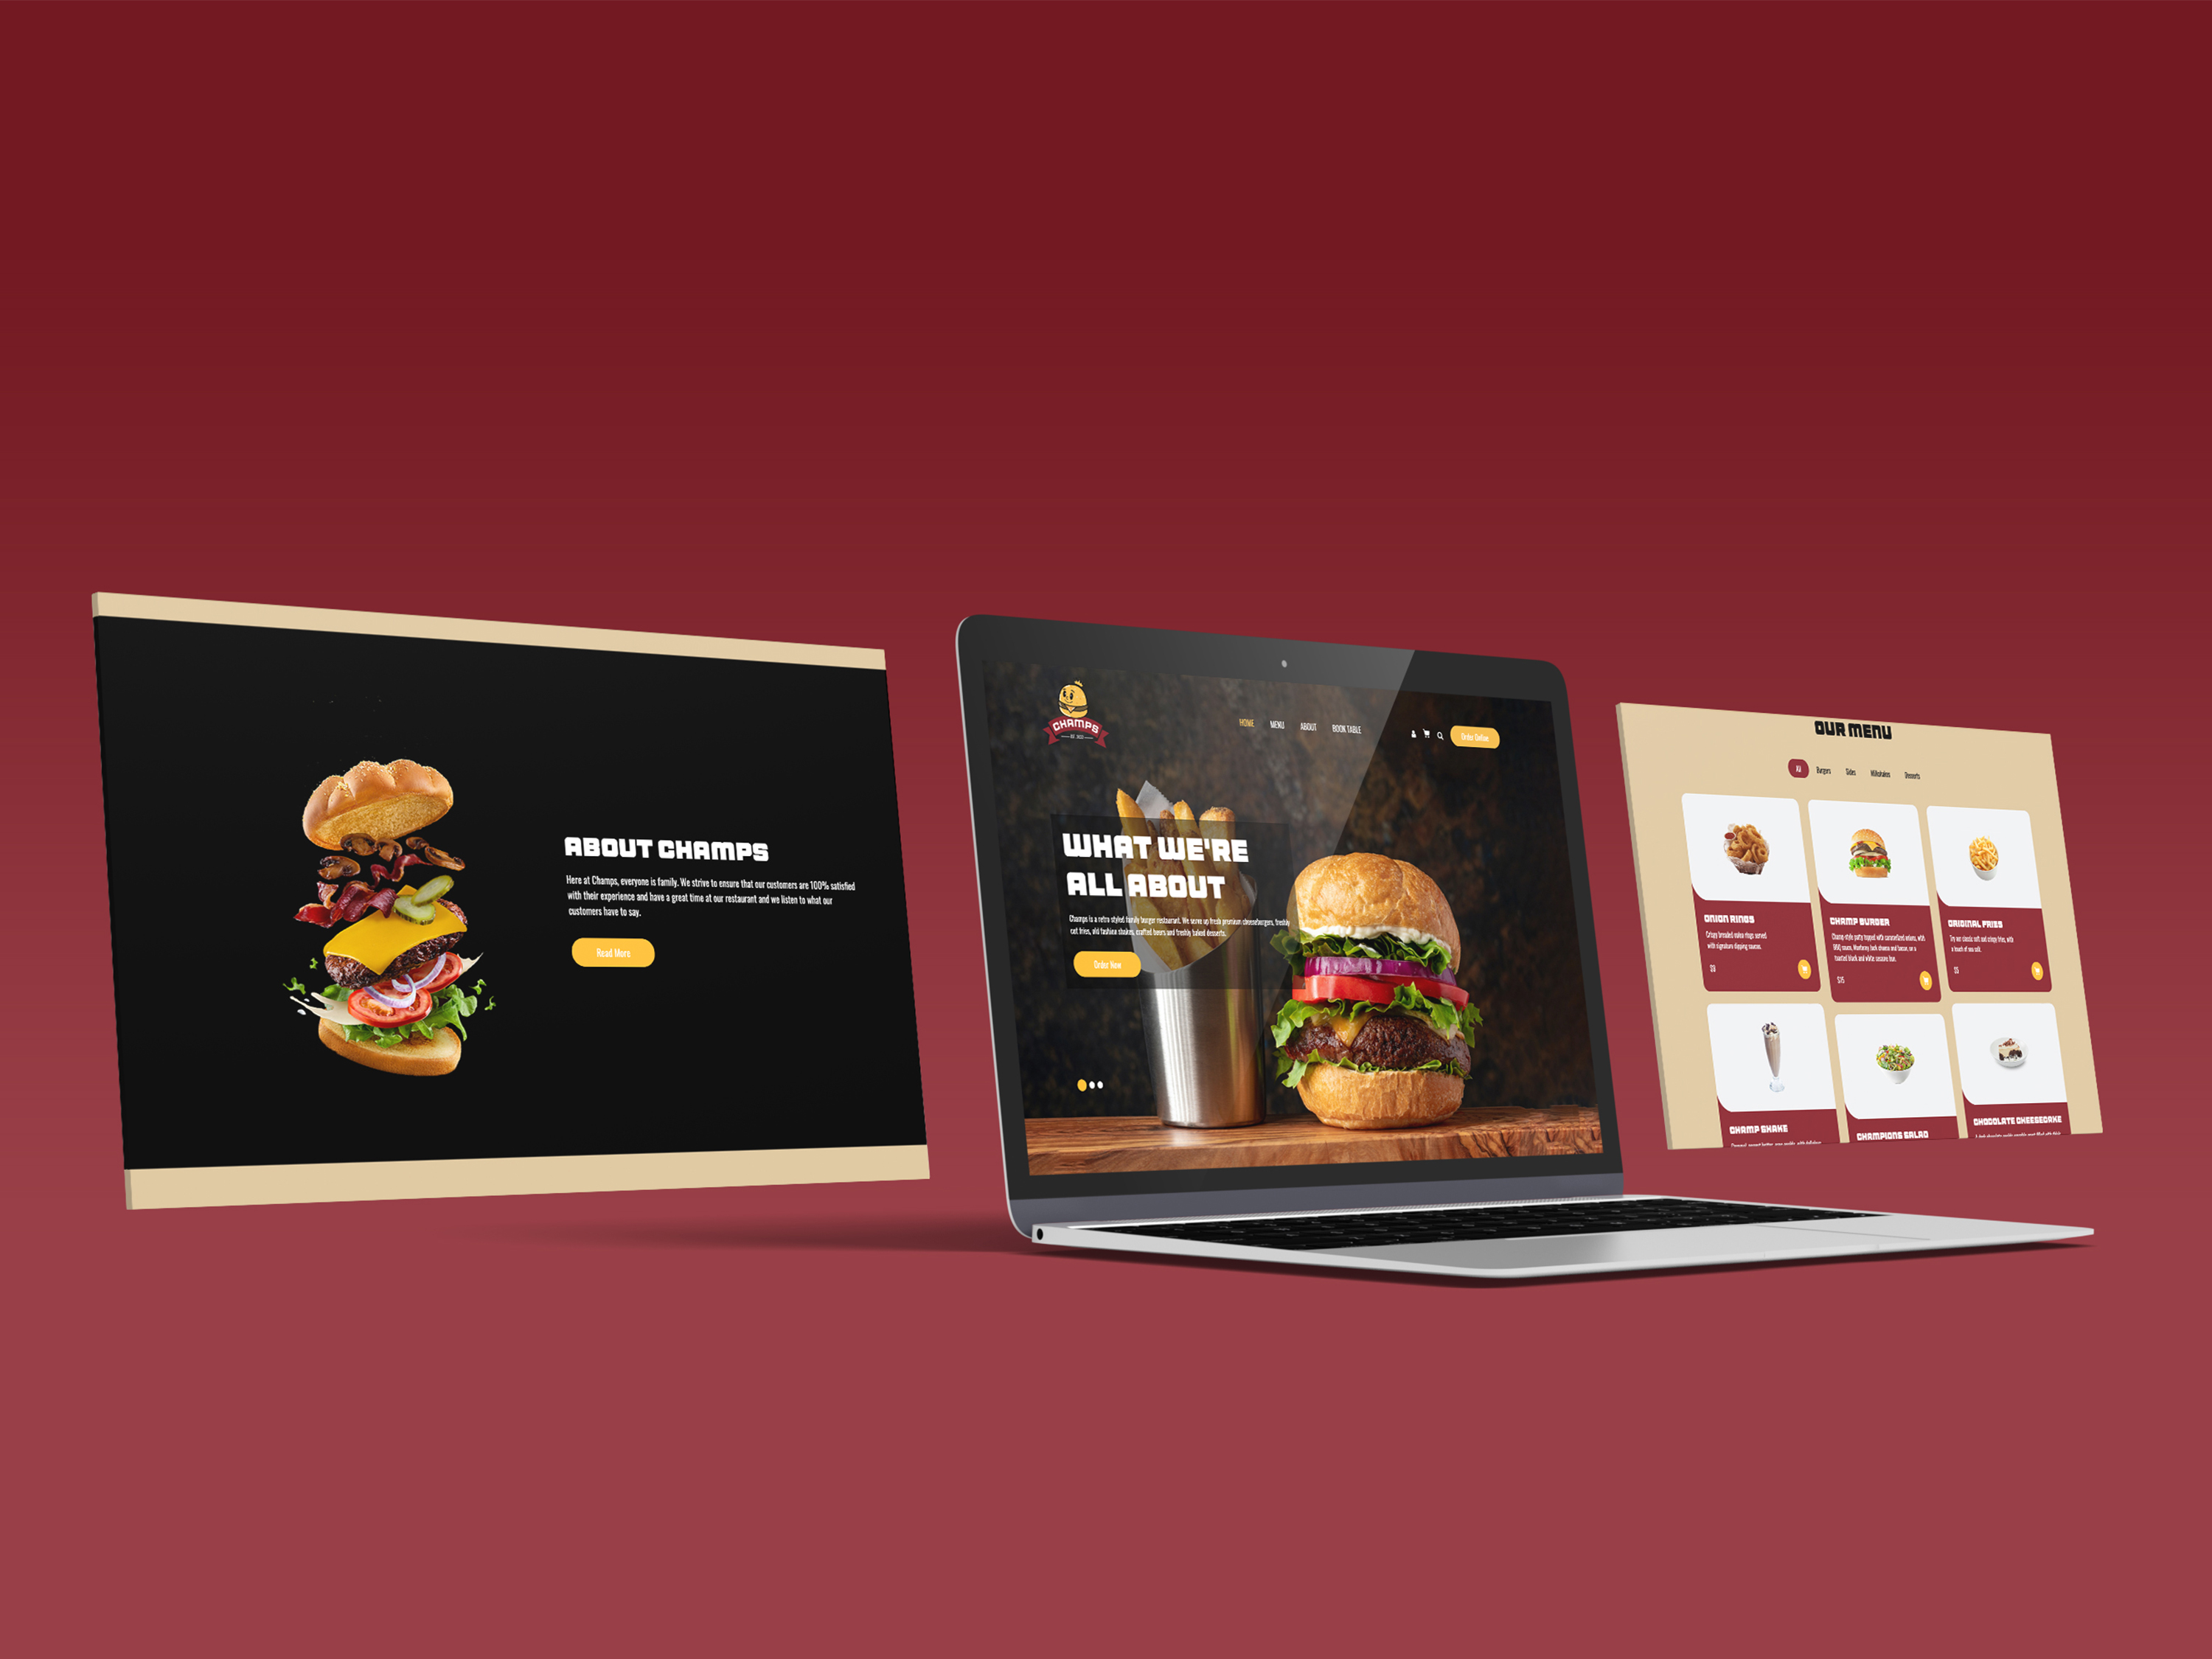 ABOUT CHAMPS
Here at Champs, everyone is family. We strive to ensure that our customers are 100% satisfied
with their experience and have a great time at our restaurant and we listen to what our
customers have to say.
Read More
CHAMPS
HOME
MENU
ABOUT
BOOK TABLE
Order Online
WHAT WE'RE
ALL ABOUT
Champs is a retro styled family burger restaurant. We serve up fresh premium cheeseburgers, freshly
cut fries, old fashion shakes, crafted beers and freshly baked desserts.
Order Now
OUR MENU
All
Burgers
Sides
Milkshakes
Desserts
ONION RINGS
Crispy breaded onion rings served
with signature dipping sauces.
CHAMP BURGER
Champ-style patty topped with caramelized onions, with
BBQ sauce, Monterey Jack cheese and bacon, on a
toasted black and white sesame bun.
$15
ORIGINAL FRIES
Try our classic salt and crispy fries, with
a touch of sea salt.
$5
CHAMP SHAKE
CHAMPIONS SALAD
CHOCOLATE CHEESECAKE